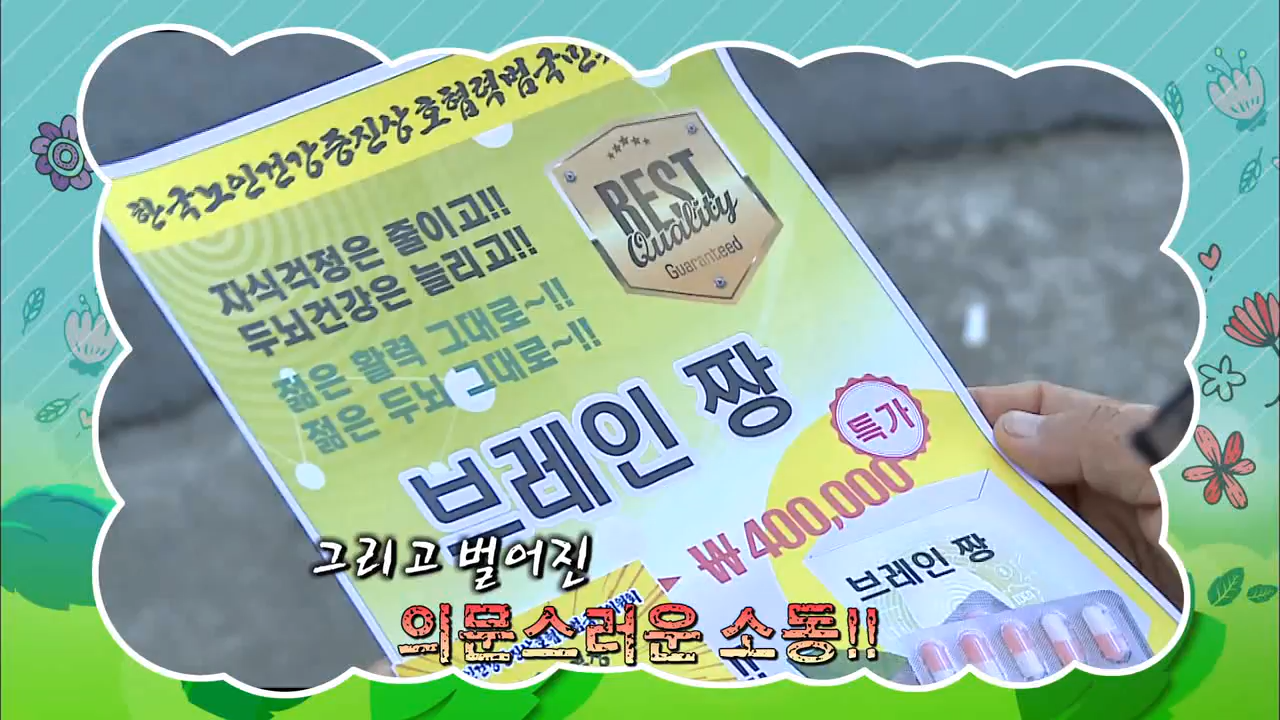 한국노인건강증진상호협력범국민
자식걱정은 줄이고!!
두뇌건강은 늘리고!!
젊은 활력 그대로~!!
젊은 두뇌 그대로~!!
BEST
Quality
Guaranteed
브레인 짱
특가
₩400,000
브레인 짱
그리고 벌어진
의문스러운 소동!!